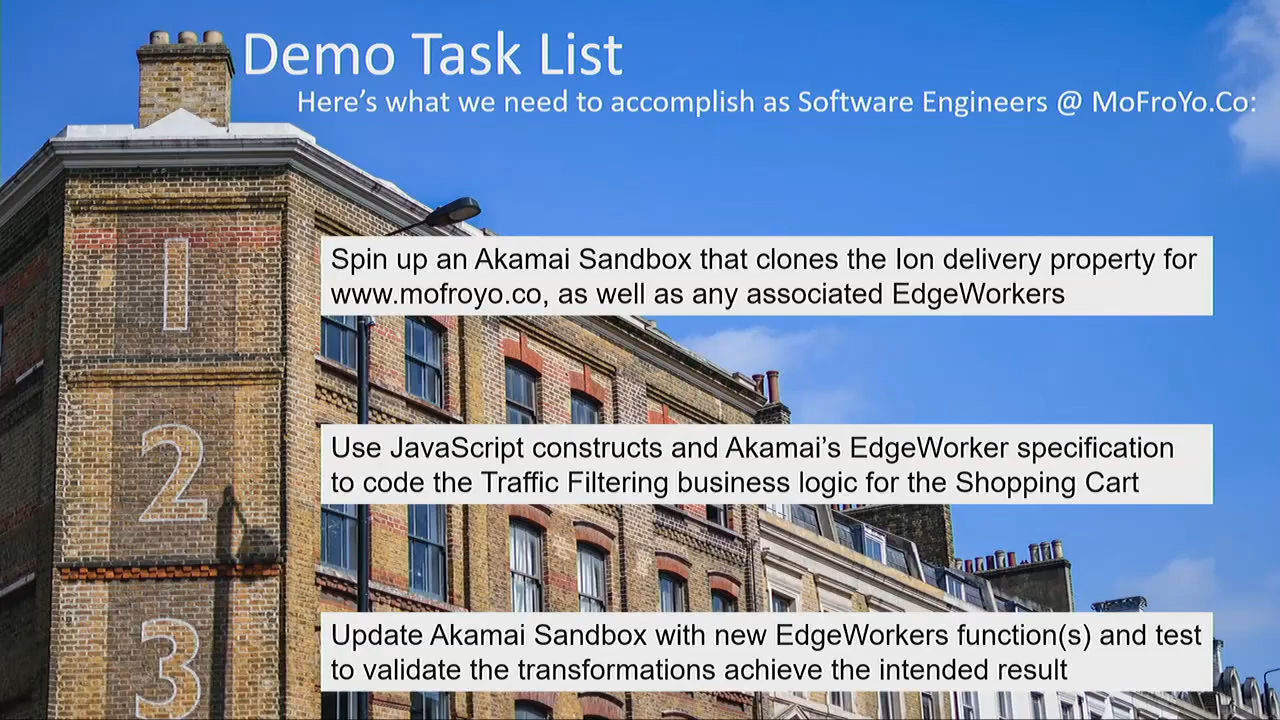 Demo Task List
Here’s what we need to accomplish as Software Engineers @ MoFroYo.Co:
1
Spin up an Akamai Sandbox that clones the Ion delivery property for
www.mofroyo.co, as well as any associated EdgeWorkers
2
Use JavaScript constructs and Akamai’s EdgeWorker specification
to code the Traffic Filtering business logic for the Shopping Cart
3
Update Akamai Sandbox with new EdgeWorkers function(s) and test
to validate the transformations achieve the intended result